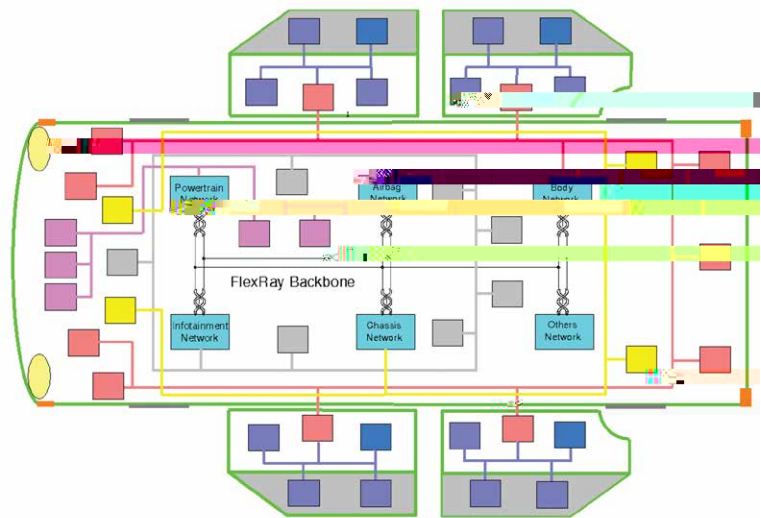 Powertrain
Network
Airbag
Network
Body
Network
FlexRay Backbone
Infotainment
Network
Chassis
Network
Others
Network